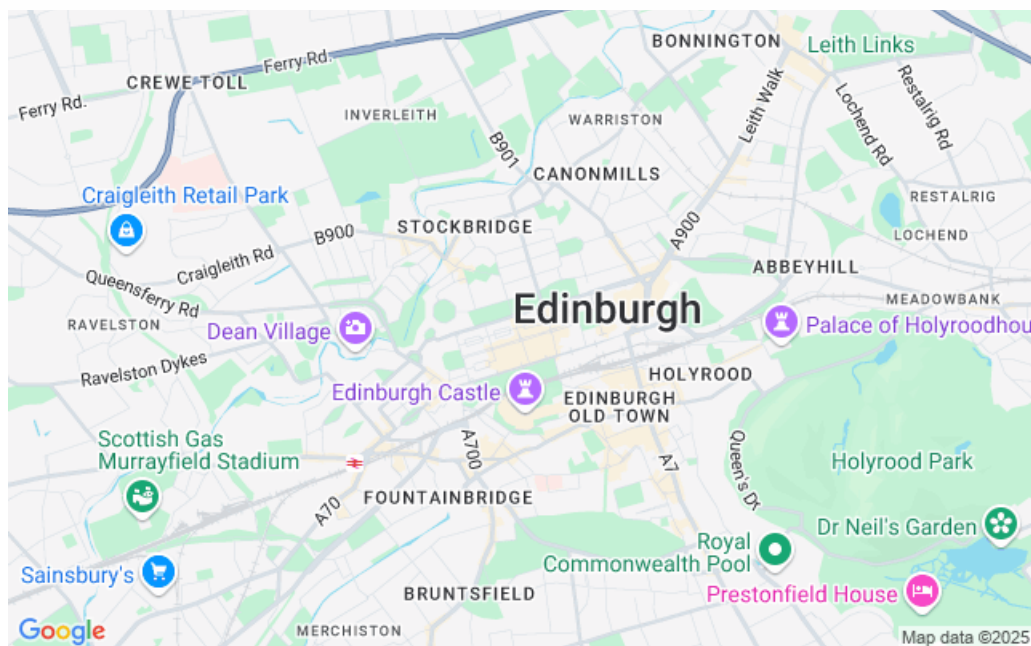 BONNINGTON
Leith Links
Ferry Rd.
CREWE TOLL
Ferry Rd.
INVERLEITH
WARRISTON
Leith Walk
Lochend Rd
Restalrig Rd
B901
CANONMILLS
Craigleith Retail Park
RESTALRIG
STOCKBRIDGE
B900
A900
LOCHEND
Craigleith Rd
ABBEYHILL
Queensferry Rd
MEADOWBANK
Edinburgh
RAVELSTON
Dean Village
Palace of Holyroodhou
Ravelston Dykes
HOLYROOD
Edinburgh Castle
EDINBURGH
OLD TOWN
Scottish Gas
Murrayfield Stadium
A700
A7
Queen's Dr
Holyrood Park
FOUNTAINBRIDGE
A70
Dr Neil's Garden
Royal
Commonwealth Pool
Sainsbury's
BRUNTSFIELD
Prestonfield House
MERCHISTON
Google
Map data ©2025